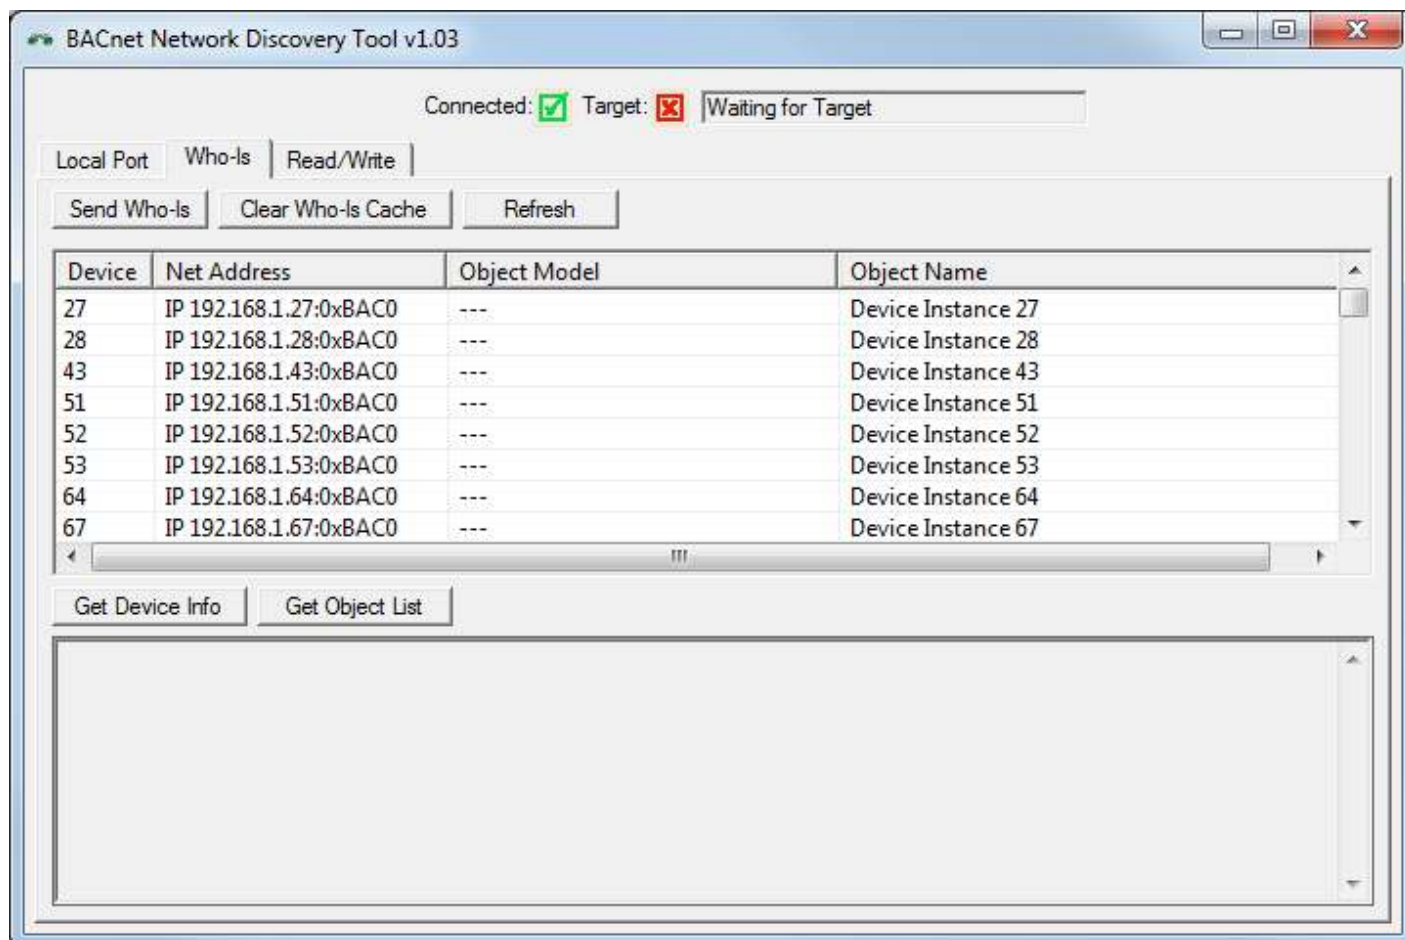 BACnet Network Discovery Tool v1.03
Connected: Target: Waiting for Target
Local Port Who-Is Read/Write
Send Who-Is Clear Who-Is Cache Refresh
Device Net Address Object Model Object Name
27 IP 192.168.1.27:0xBAC0 --- Device Instance 27
28 IP 192.168.1.28:0xBAC0 --- Device Instance 28
43 IP 192.168.1.43:0xBAC0 --- Device Instance 43
51 IP 192.168.1.51:0xBAC0 --- Device Instance 51
52 IP 192.168.1.52:0xBAC0 --- Device Instance 52
53 IP 192.168.1.53:0xBAC0 --- Device Instance 53
64 IP 192.168.1.64:0xBAC0 --- Device Instance 64
67 IP 192.168.1.67:0xBAC0 --- Device Instance 67
Get Device Info Get Object List